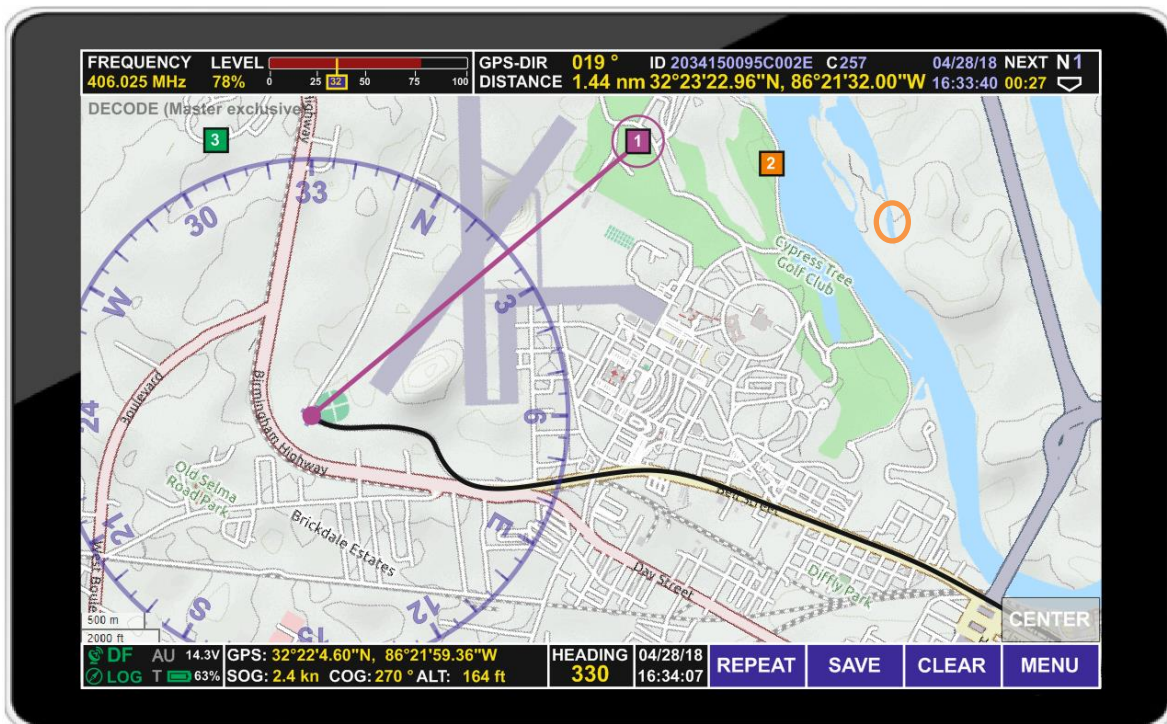 FREQUENCY LEVEL GPS-DIR 019 ° ID 2034150095C002E C 257 04/28/18 NEXT N 1
406.025 MHz 78% 0 25 32 50 75 100 DISTANCE 1.44 nm 32°23'22.96"N, 86°21'32.00"W 16:33:40 00:27
DECODE (Master exclusive)
Highway
3
1
2
33
30
N
W
3
Cypress Tree
Golf Club
24
6
Boulevard
Birmingham Highway
Old Selma
Road Park
Bell Street
21
Brickdale Estates
E
West Boule
Day Street
Diffly Park
S
12
15
500 m
2000 ft
CENTER
DF AU 14.3V GPS: 32°22'4.60"N, 86°21'59.36"W HEADING 04/28/18 REPEAT SAVE CLEAR MENU
LOG T 63% SOG: 2.4 kn COG: 270 ° ALT: 164 ft 330 16:34:07